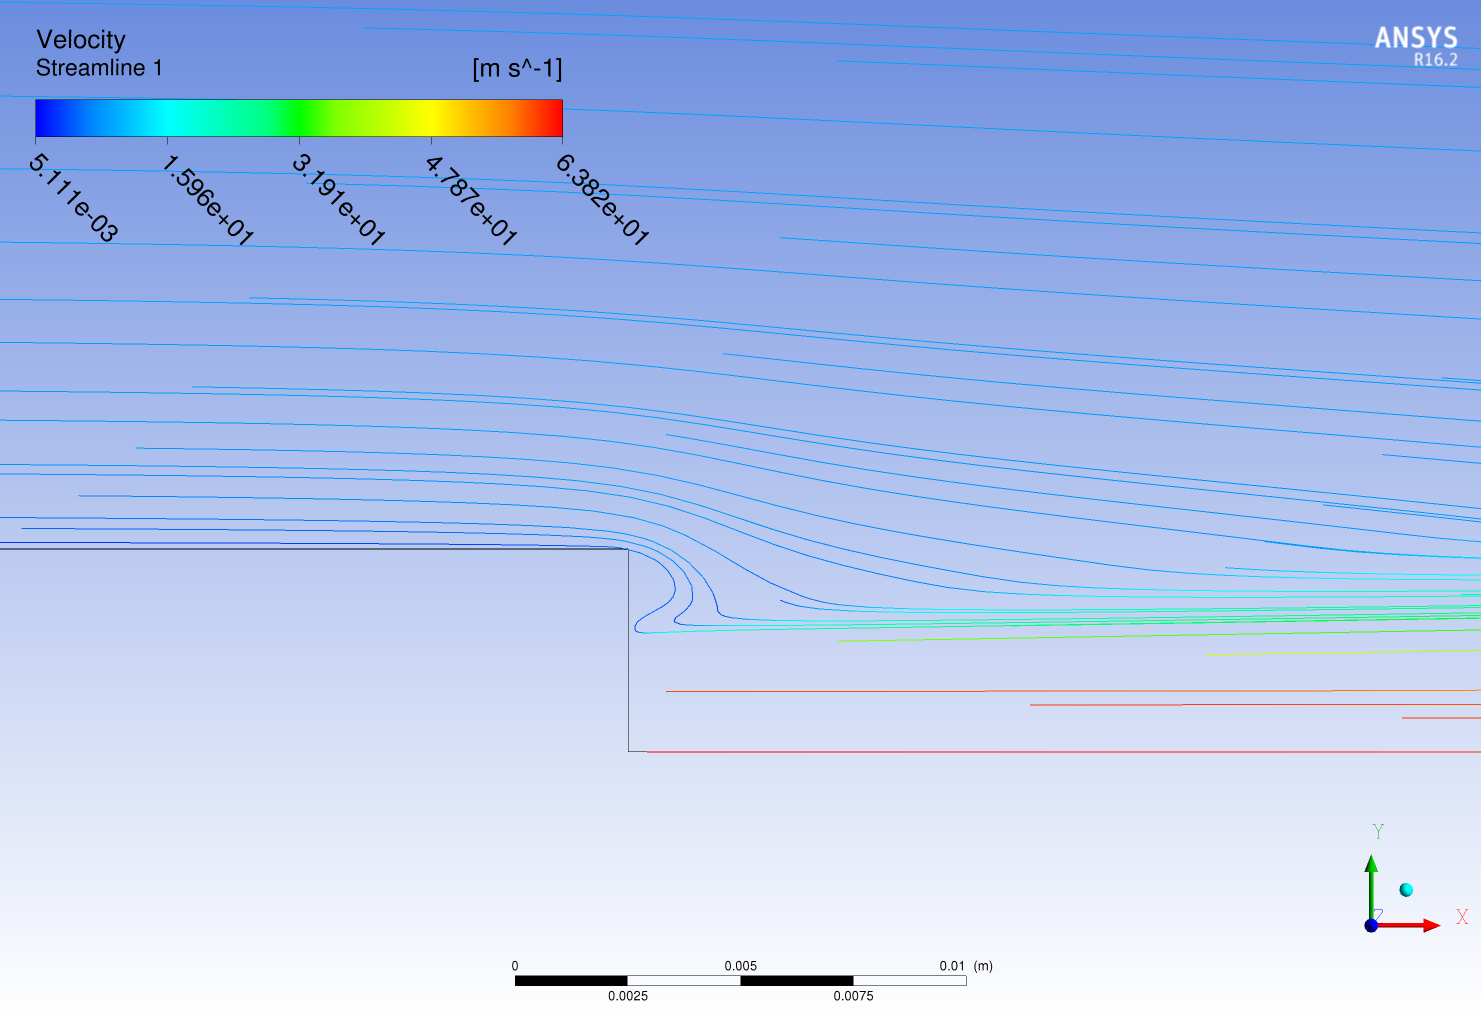 Velocity
Streamline 1
[m s^-1]
5.111e-03
1.596e+01
3.191e+01
4.787e+01
6.382e+01
ANSYS
R16.2
Y
Z
X
0
0.005
0.01 (m)
0.0025
0.0075